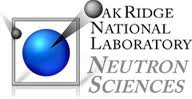 OAK RIDGE
NATIONAL
LABORATORY
NEUTRON
SCIENCES